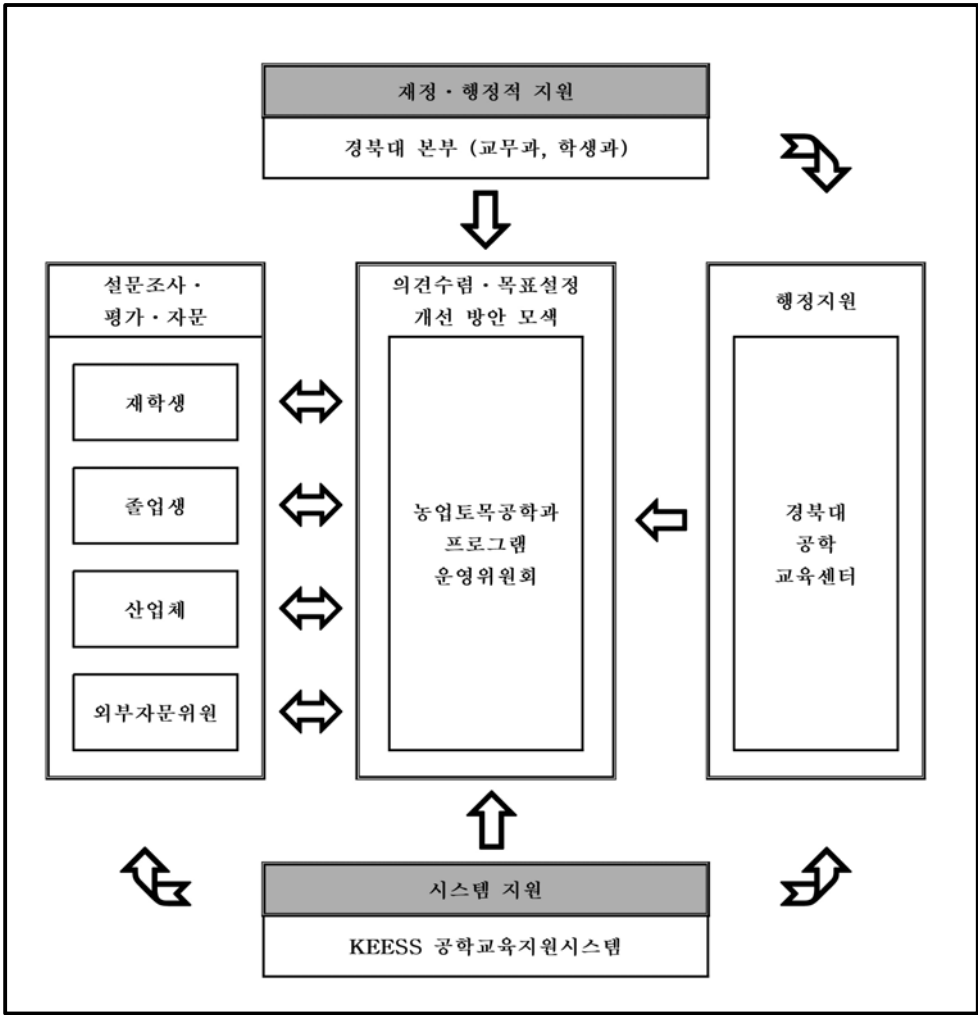 재정·행정적 지원
경북대 본부 (교무과, 학생과)
설문조사·
평가·자문
재학생
졸업생
산업체
외부자문위원
의견수렴·목표설정
개선 방안 모색
농업토목공학과
프로그램
운영위원회
행정지원
경북대
공학
교육센터
시스템 지원
KEESS 공학교육지원시스템